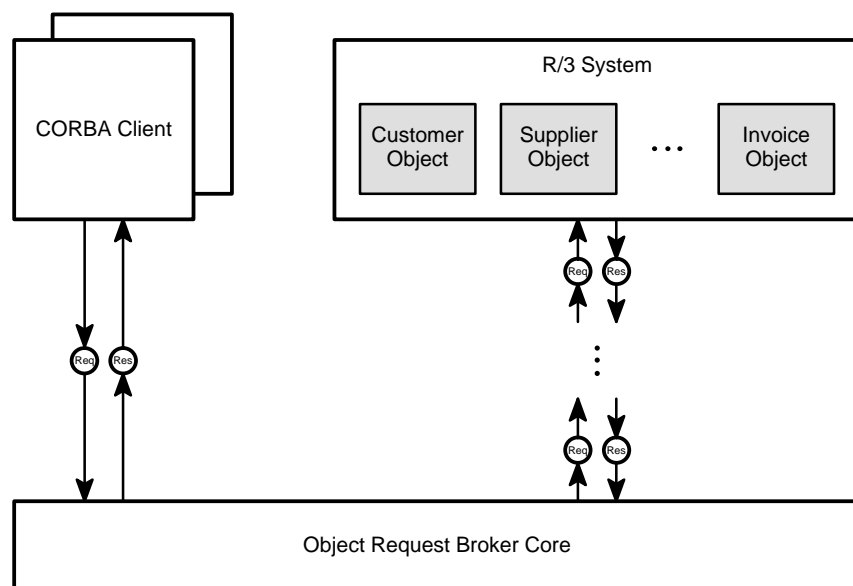 R/3 System
CORBA Client
Customer
Object
Supplier
Object
...
Invoice
Object
Req
Res
Req
Res
Req
Res
Object Request Broker Core